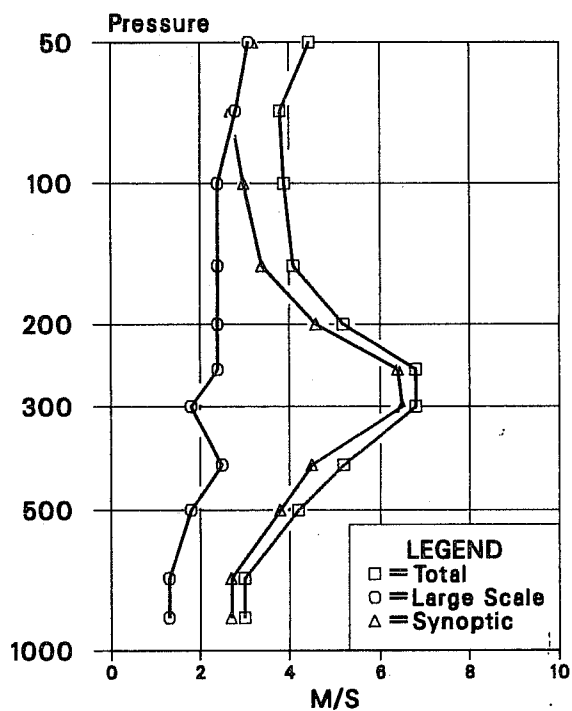 Pressure
50
100
200
300
500
1000
LEGEND
□ = Total
○ = Large Scale
△ = Synoptic
0 2 4 6 8 10
M/S